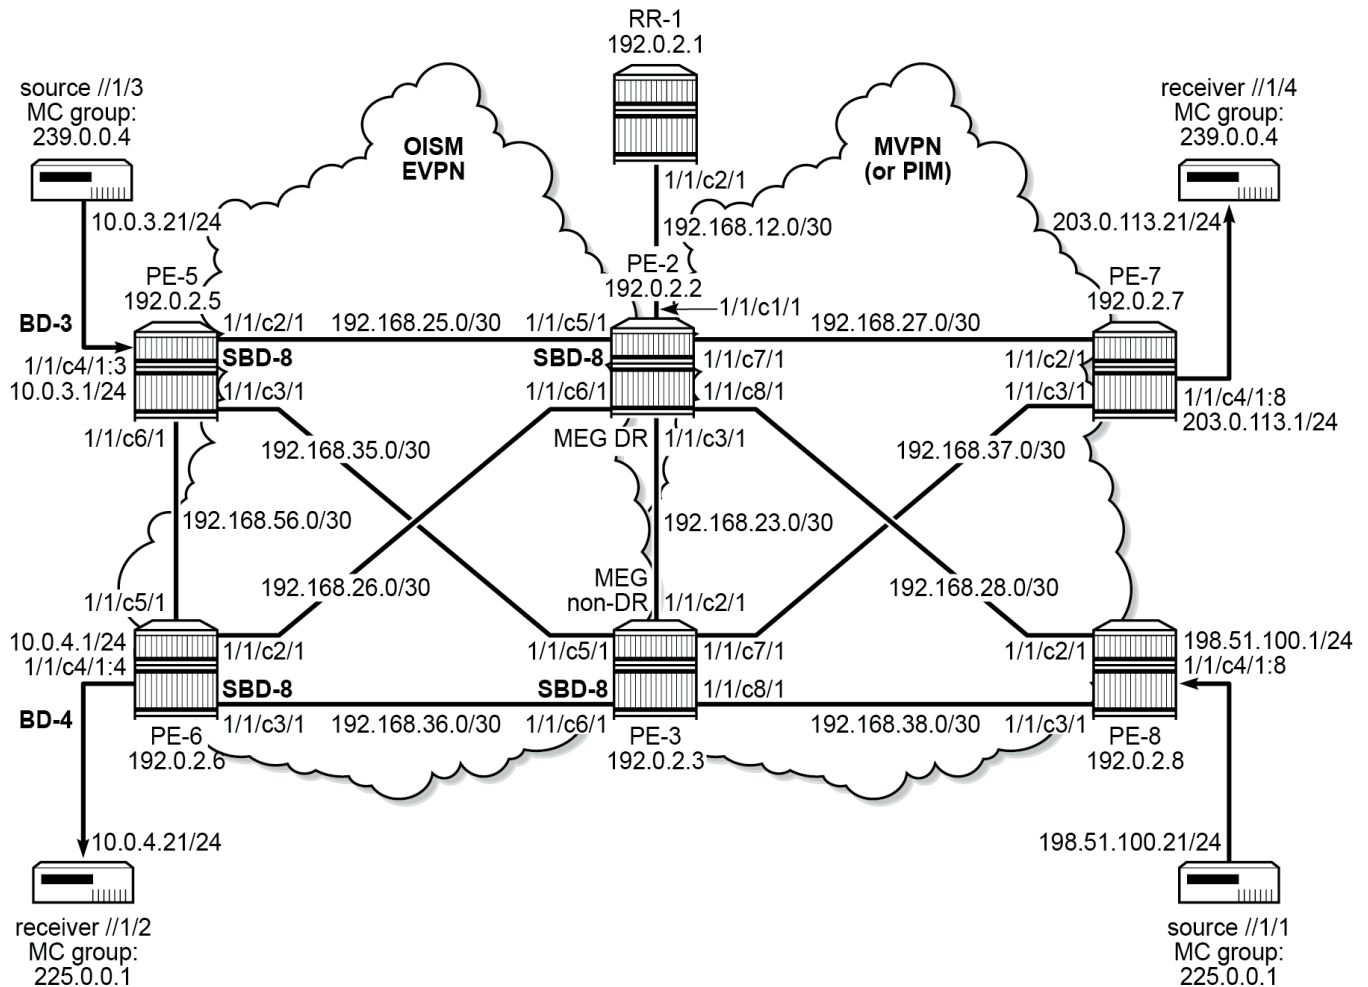 RR-1
192.0.2.1
source //1/3
MC group:
239.0.0.4
receiver //1/4
MC group:
239.0.0.4
OISM
EVPN
MVPN
(or PIM)
1/1/c2/1
10.0.3.21/24
192.168.12.0/30
203.0.113.21/24
PE-5
192.0.2.5
PE-2
192.0.2.2
PE-7
192.0.2.7
1/1/c1/1
BD-3
1/1/c2/1
192.168.25.0/30
1/1/c5/1
192.168.27.0/30
1/1/c4/1:3
10.0.3.1/24
SBD-8
SBD-8
1/1/c7/1
1/1/c2/1
1/1/c3/1
1/1/c6/1
1/1/c8/1
1/1/c3/1
1/1/c4/1:8
203.0.113.1/24
1/1/c6/1
192.168.35.0/30
MEG DR
1/1/c3/1
192.168.37.0/30
192.168.56.0/30
192.168.23.0/30
192.168.26.0/30
MEG
non-DR
192.168.28.0/30
1/1/c5/1
1/1/c2/1
10.0.4.1/24
1/1/c4/1:4
1/1/c2/1
1/1/c5/1
1/1/c7/1
1/1/c2/1
198.51.100.1/24
1/1/c4/1:8
SBD-8
SBD-8
1/1/c8/1
BD-4
1/1/c3/1
192.168.36.0/30
1/1/c6/1
192.168.38.0/30
1/1/c3/1
PE-6
192.0.2.6
PE-3
192.0.2.3
PE-8
192.0.2.8
10.0.4.21/24
198.51.100.21/24
receiver //1/2
MC group:
225.0.0.1
source //1/1
MC group:
225.0.0.1